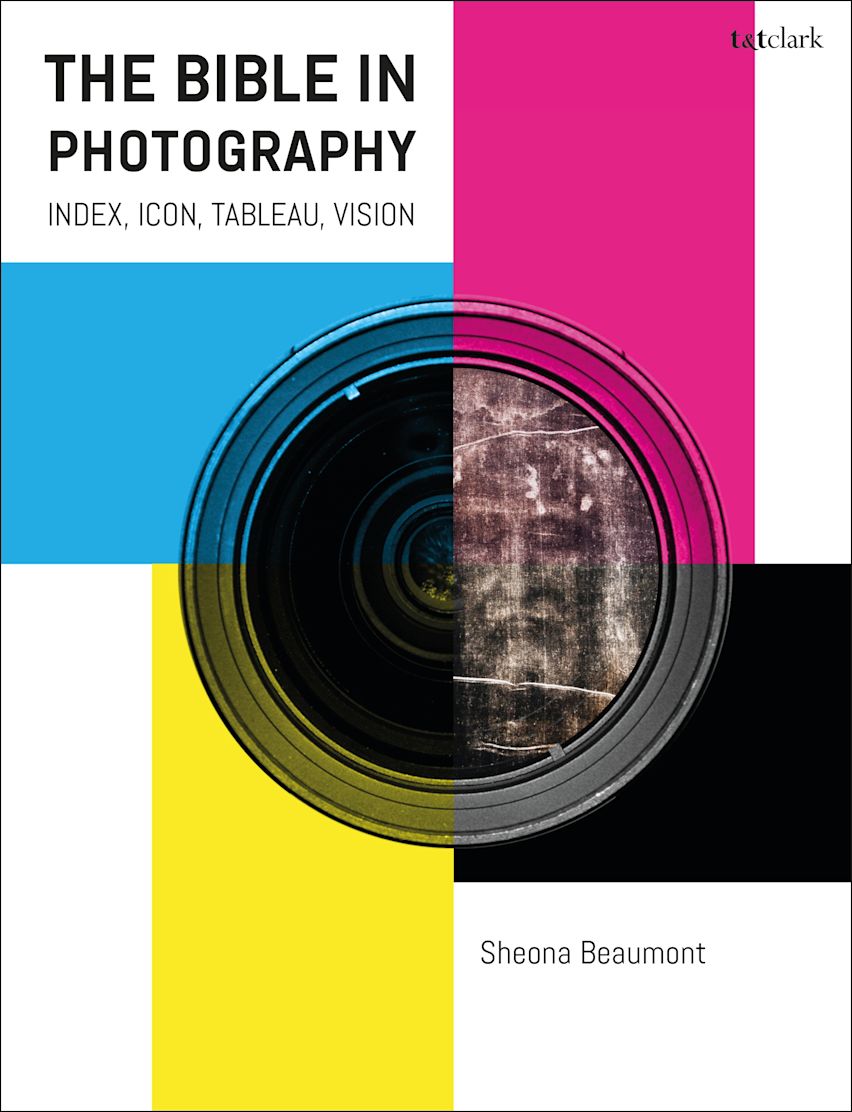 t&tclark
THE BIBLE IN
PHOTOGRAPHY
INDEX, ICON, TABLEAU, VISION
Sheona Beaumont